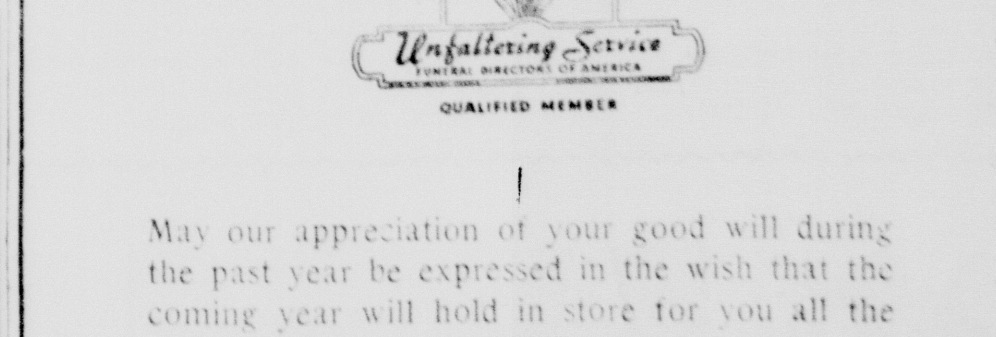 Unfaltering Service
FUNERAL DIRECTORS OF AMERICA
QUALIFIED MEMBER
May our appreciation of your good will during
the past year be expressed in the wish that the
coming year will hold in store for you all the